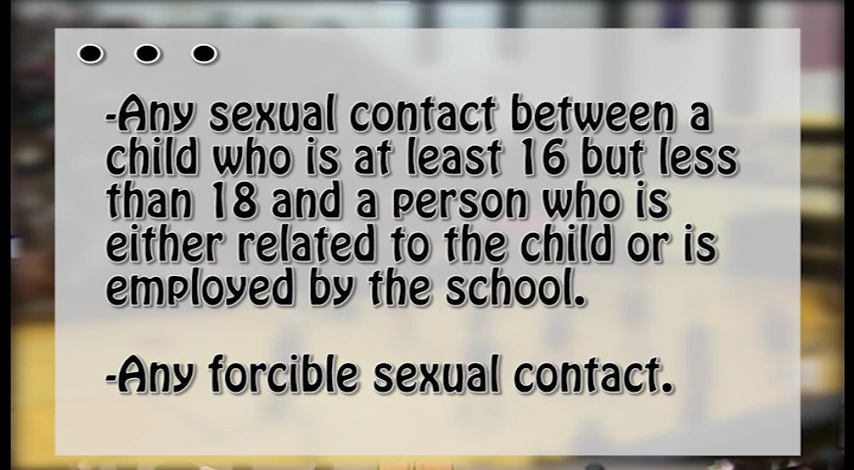 -Any sexual contact between a
child who is at least 16 but less
than 18 and a person who is
either related to the child or is
employed by the school.
-Any forcible sexual contact.